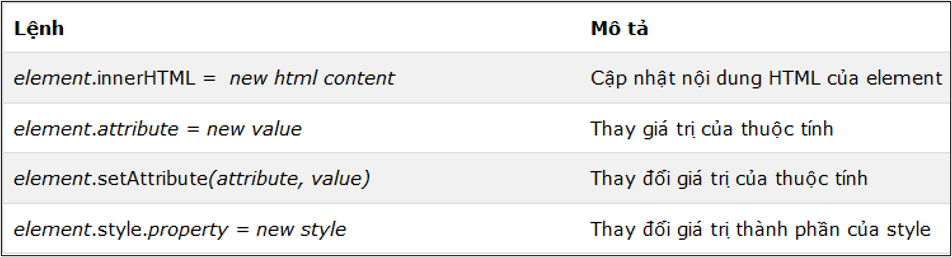 Lệnh Mô tả
element.innerHTML = new html content Cập nhật nội dung HTML của element
element.attribute = new value Thay giá trị của thuộc tính
element.setAttribute(attribute, value) Thay đổi giá trị của thuộc tính
element.style.property = new style Thay đổi giá trị thành phần của style